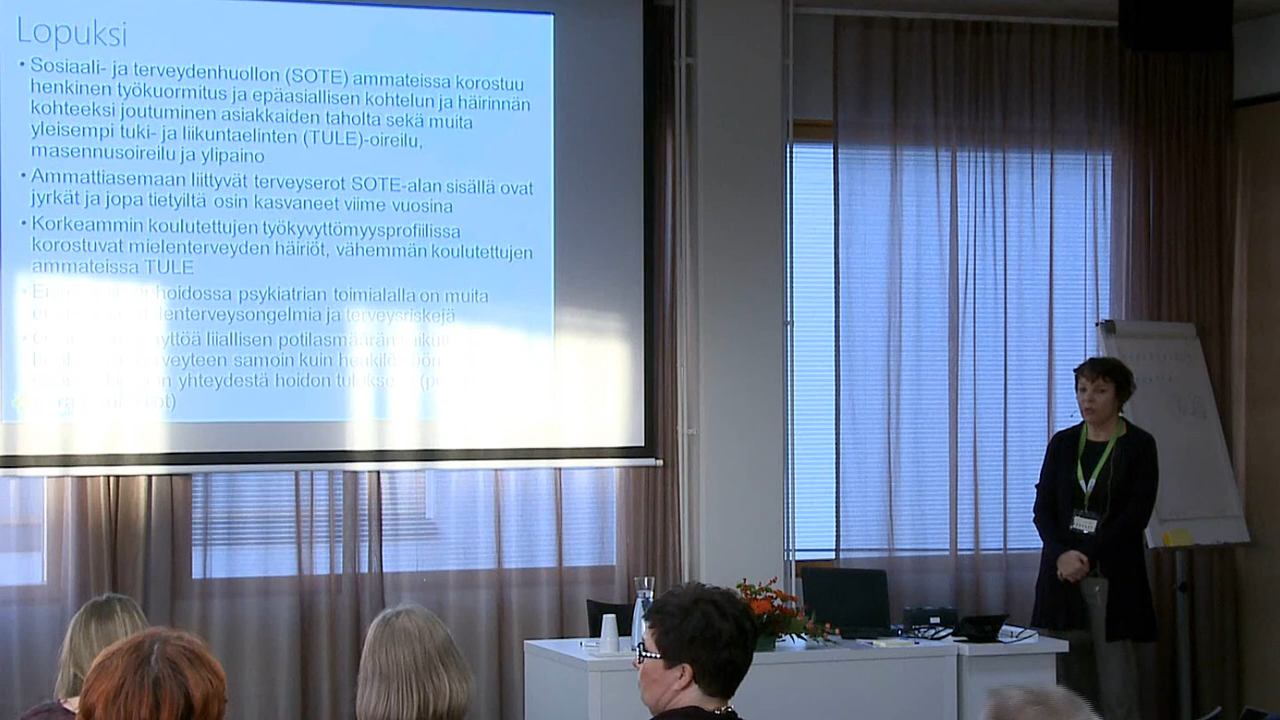 Lopuksi
• Sosiaali- ja terveydenhuollon (SOTE) ammateissa korostuu
henkinen työkuormitus ja epäasiallisen kohtelun ja häirinnän
kohteeksi joutuminen asiakkaiden taholta sekä muita
yleisempi tuki- ja liikuntaelinten (TULE)-oireilu,
masennusoireilu ja ylipaino
• Ammattiasemaan liittyvät terveyserot SOTE-alan sisällä ovat
jyrkät ja jopa tietyiltä osin kasvaneet viime vuosina
• Korkeammin koulutettujen työkyvyttömyysprofiilissa
korostuvat mielenterveyden häiriöt, vähemmän koulutettujen
ammateissa TULE
• hoidossa psykiatrian toimialalla on muita
ja terveysriskejä
liiallisen potilasmäärän
samoin kuin
yhteydestä hoidon